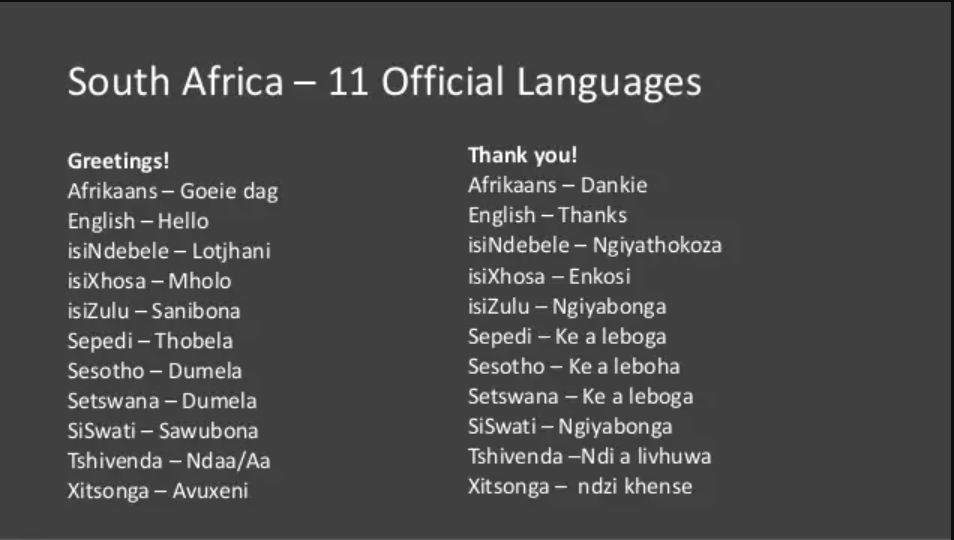 South Africa – 11 Official Languages
Greetings!
Afrikaans – Goeie dag
English – Hello
isiNdebele – Lotjhani
isiXhosa – Mholo
isiZulu – Sanibona
Sepedi – Thobela
Sesotho – Dumela
Setswana – Dumela
SiSwati – Sawubona
Tshivenda – Ndaa/Aa
Xitsonga – Avuxeni
Thank you!
Afrikaans – Dankie
English – Thanks
isiNdebele – Ngiyathokoza
isiXhosa – Enkosi
isiZulu – Ngiyabonga
Sepedi – Ke a leboga
Sesotho – Ke a leboha
Setswana – Ke a leboga
SiSwati – Ngiyabonga
Tshivenda –Ndi a livhuwa
Xitsonga – ndzi khense